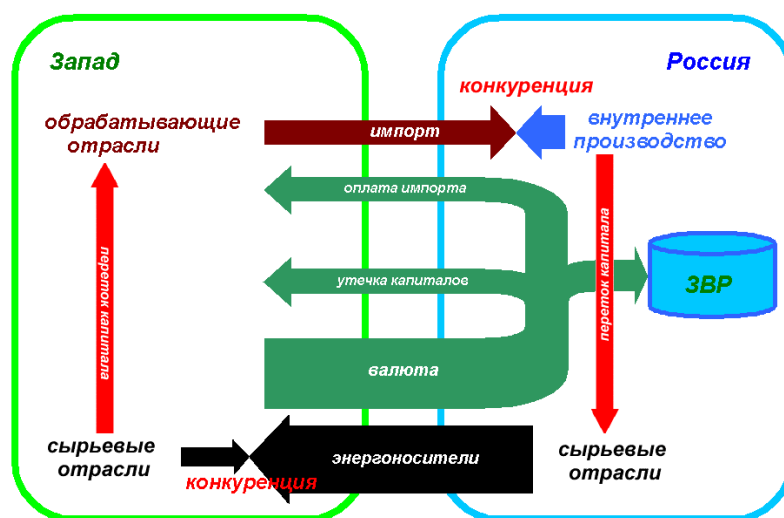 Запад
Россия
конкуренция
обрабатывающие
отрасли
импорт
внутреннее
производство
оплата импорта
переток капитала
переток капитала
утечка капиталов
ЗВР
валюта
сырьевые
отрасли
конкуренция
энергоносители
сырьевые
отрасли